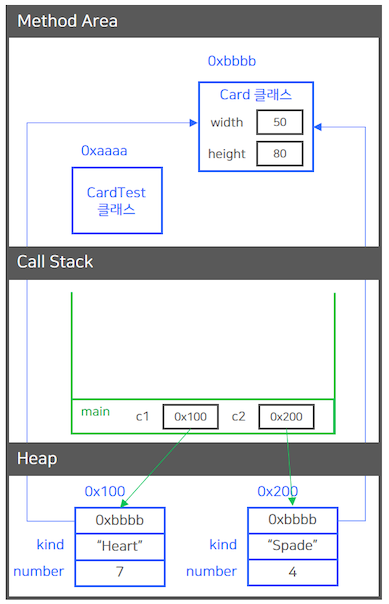 Method Area
0xbbbb
Card 클래스
width 50
height 80
0xaaaa
CardTest
클래스
Call Stack
main c1 0x100 c2 0x200
Heap
0x100 0x200
0xbbbb 0xbbbb
kind "Heart" kind "Spade"
number 7 number 4